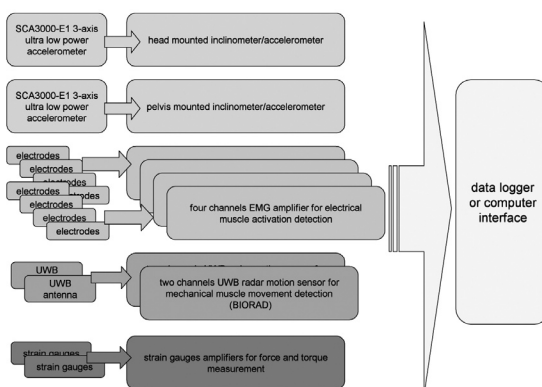 SCA3000-E1 3-axis
ultra low power
accelerometer
head mounted inclinometer/accelerometer
SCA3000-E1 3-axis
ultra low power
accelerometer
pelvis mounted inclinometer/accelerometer
electrodes
electrodes
electrodes
electrodes
electrodes
electrodes
electrodes
four channels EMG amplifier for electrical
muscle activation detection
UWB
UWB
antenna
two channels UWB radar motion sensor for
mechanical muscle movement detection
(BIORAD)
strain gauges
strain gauges
strain gauges amplifiers for force and torque
measurement
data logger
or computer
interface